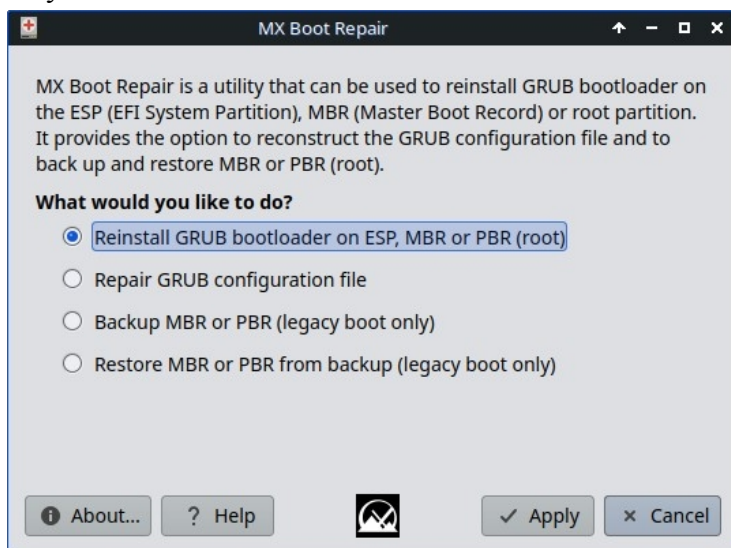 MX Boot Repair
MX Boot Repair is a utility that can be used to reinstall GRUB bootloader on
the ESP (EFI System Partition), MBR (Master Boot Record) or root partition.
It provides the option to reconstruct the GRUB configuration file and to
back up and restore MBR or PBR (root).
What would you like to do?
Reinstall GRUB bootloader on ESP, MBR or PBR (root)
Repair GRUB configuration file
Backup MBR or PBR (legacy boot only)
Restore MBR or PBR from backup (legacy boot only)
About... ? Help Apply Cancel